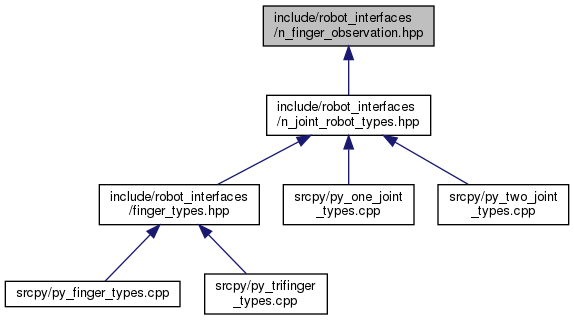 include/robot_interfaces
/n_finger_observation.hpp
include/robot_interfaces
/n_joint_robot_types.hpp
include/robot_interfaces
/finger_types.hpp
srcpy/py_one_joint
_types.cpp
srcpy/py_two_joint
_types.cpp
srcpy/py_finger_types.cpp
srcpy/py_trifinger
_types.cpp